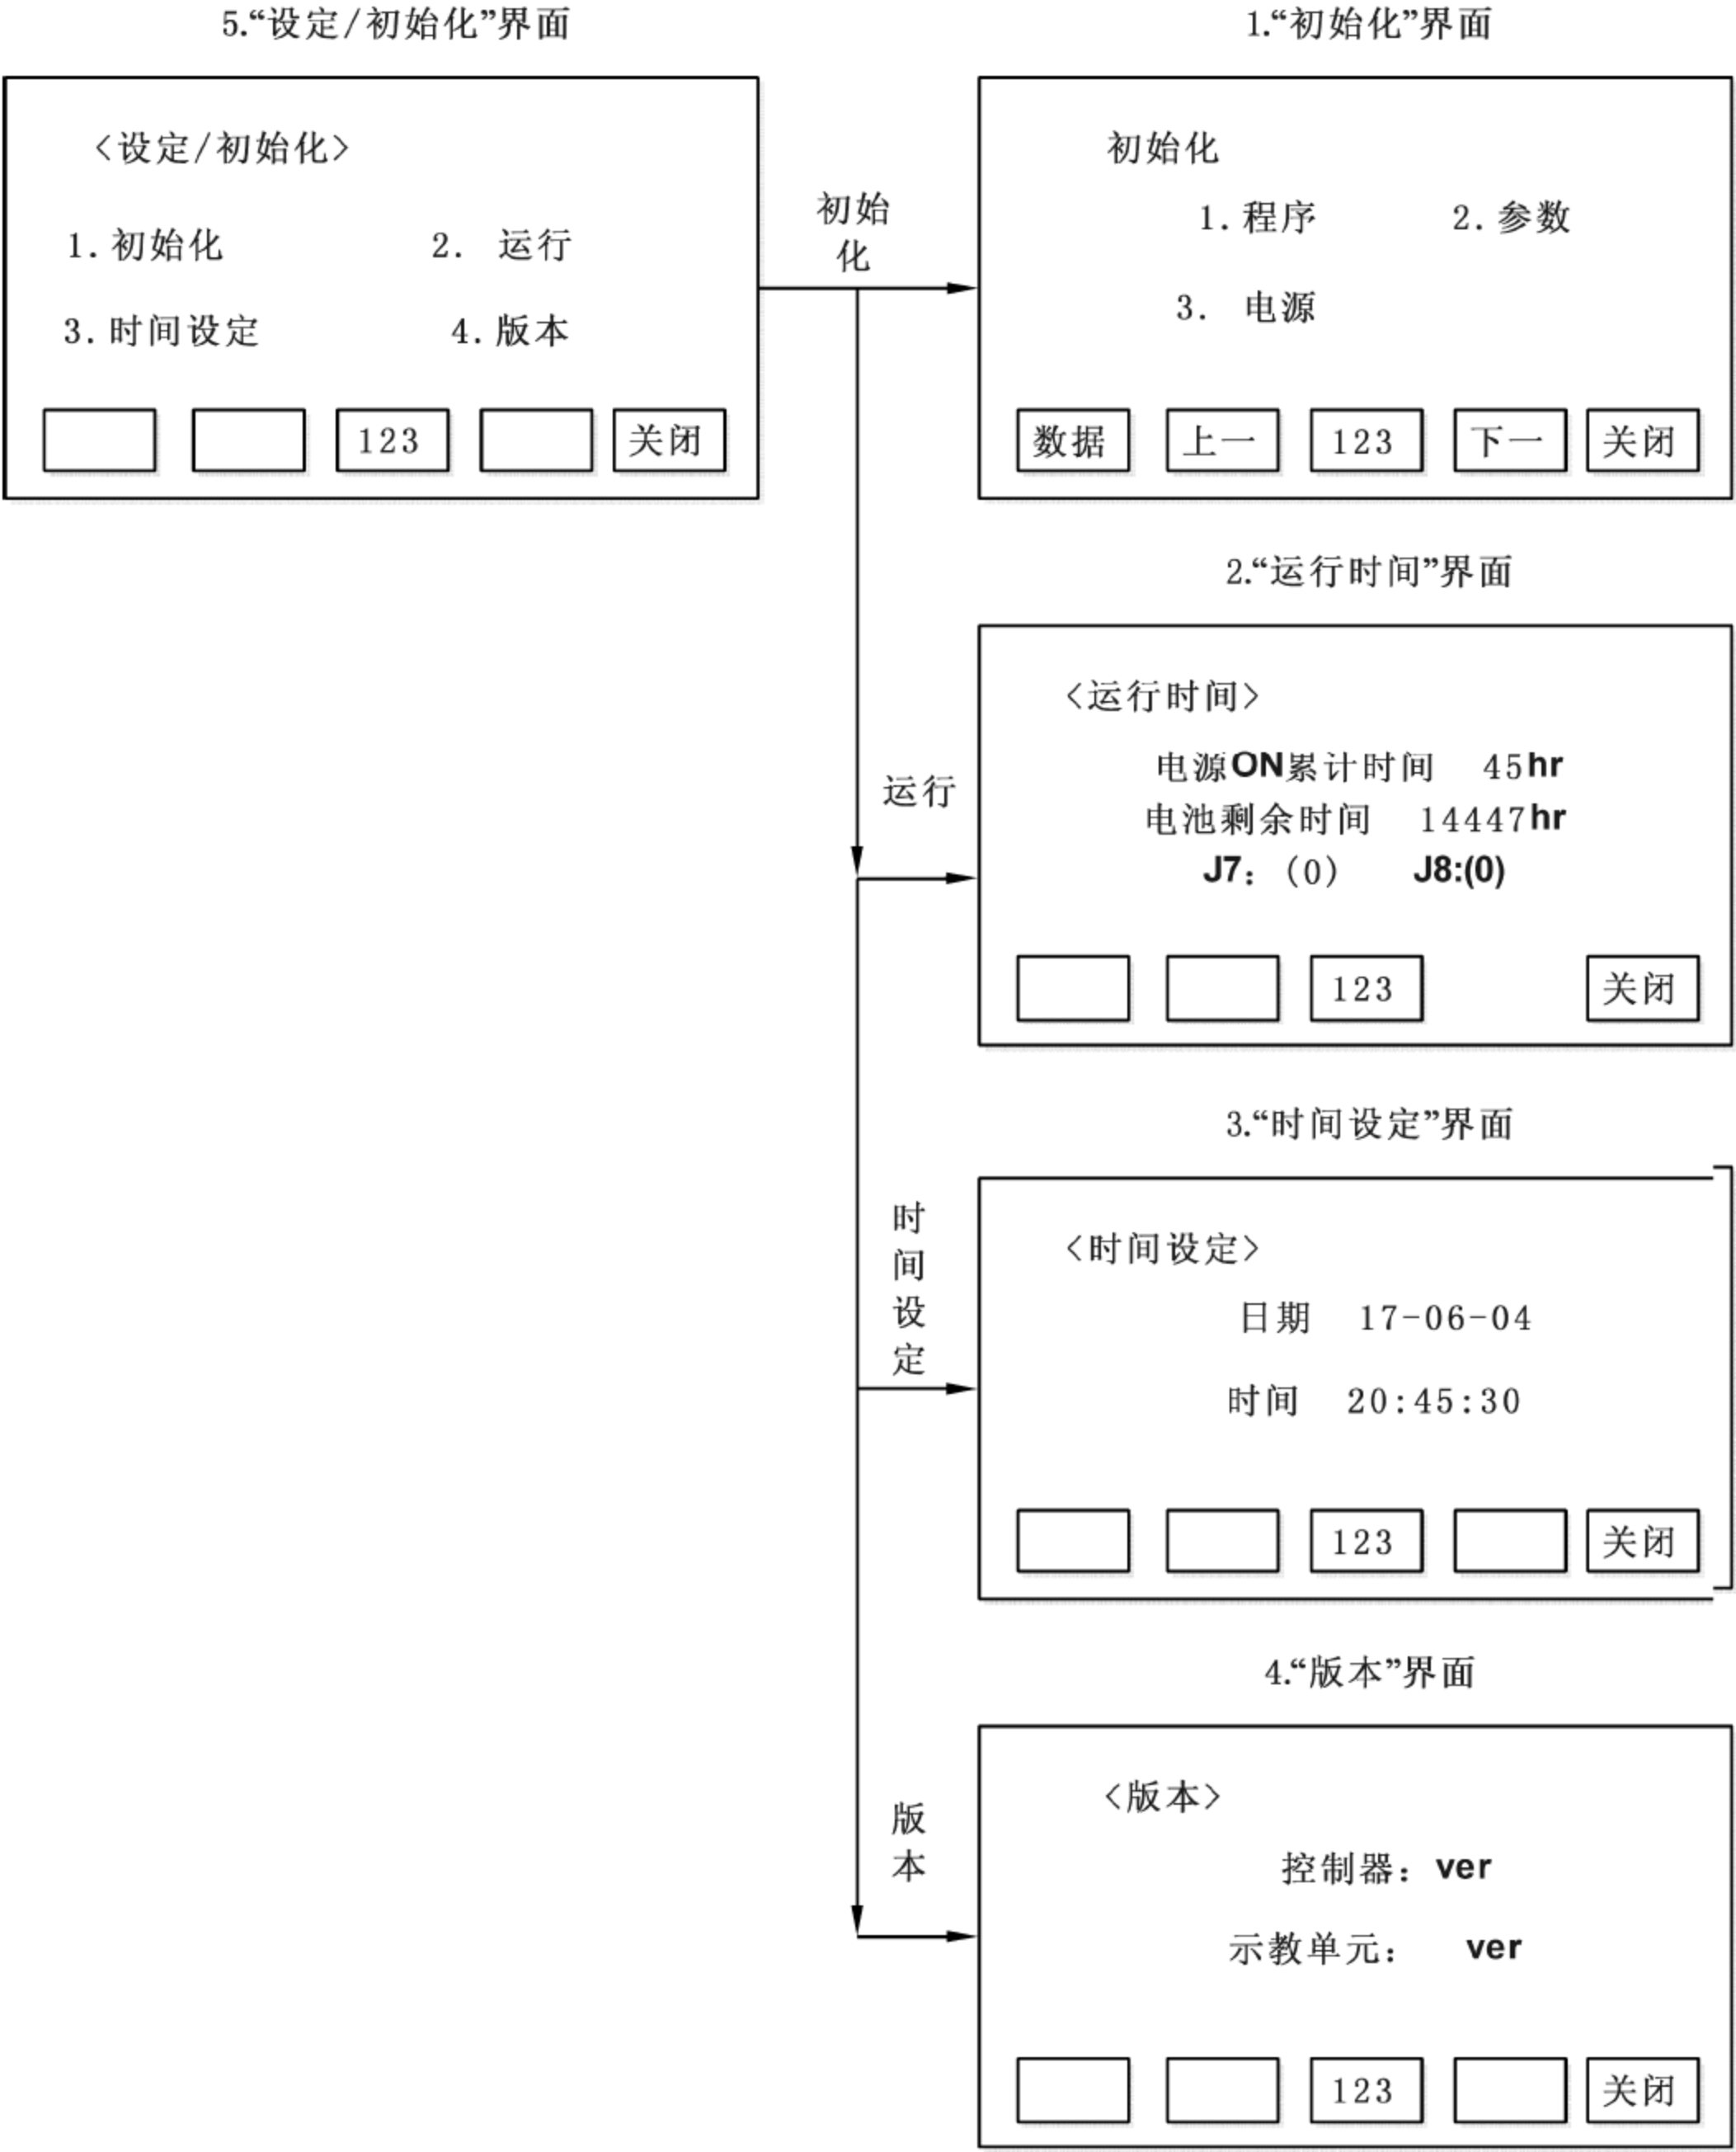 5.“设定/初始化”界面
<设定/初始化>
1.初始化 2. 运行
3.时间设定 4.版本
123 关闭
初始
化
1.“初始化”界面
初始化
1.程序 2.参数
3. 电源
数据 上一 123 下一 关闭
运行
2.“运行时间”界面
<运行时间>
电源ON累计时间 45hr
电池剩余时间 14447hr
J7：(0) J8:(0)
123 关闭
时
间
设
定
3.“时间设定”界面
<时间设定>
日期 17-06-04
时间 20:45:30
123 关闭
版
本
4.“版本”界面
<版本>
控制器：ver
示教单元： ver
123 关闭